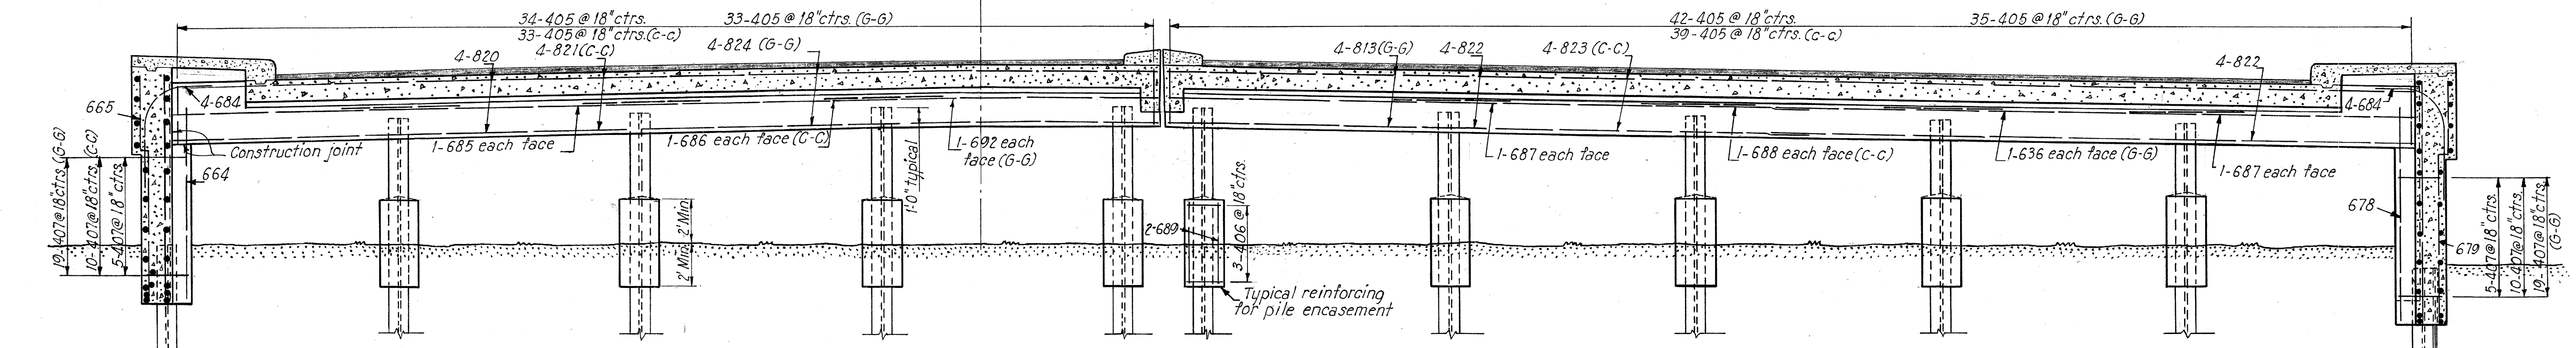 34-405 @ 18" ctrs.
33-405 @ 18" ctrs. (G-G)
33-405 @ 18" ctrs. (C-C)
42-405 @ 18" ctrs.
35-405 @ 18" ctrs. (G-G)
39-405 @ 18" ctrs. (C-C)
4-820
4-821 (C-C)
4-824 (G-G)
4-813 (G-G)
4-822
4-823 (C-C)
4-822
665
4-684
4-684
Construction joint
664
1-685 each face
1-686 each face (C-C)
1-692 each
face (G-G)
1-687 each face
1-688 each face (C-C)
1-636 each face (G-G)
1-687 each face
19-407 @ 18" ctrs. (G-G)
10-407 @ 18" ctrs. (C-C)
5-407 @ 18" ctrs.
2' Min.
2' Min.
1'-0" typical
2-689
3-406 @ 18" ctrs.
Typical reinforcing
for pile encasement
678
679
5-407 @ 18" ctrs.
10-407 @ 18" ctrs.
19-407 @ 18" ctrs.
(G-G)